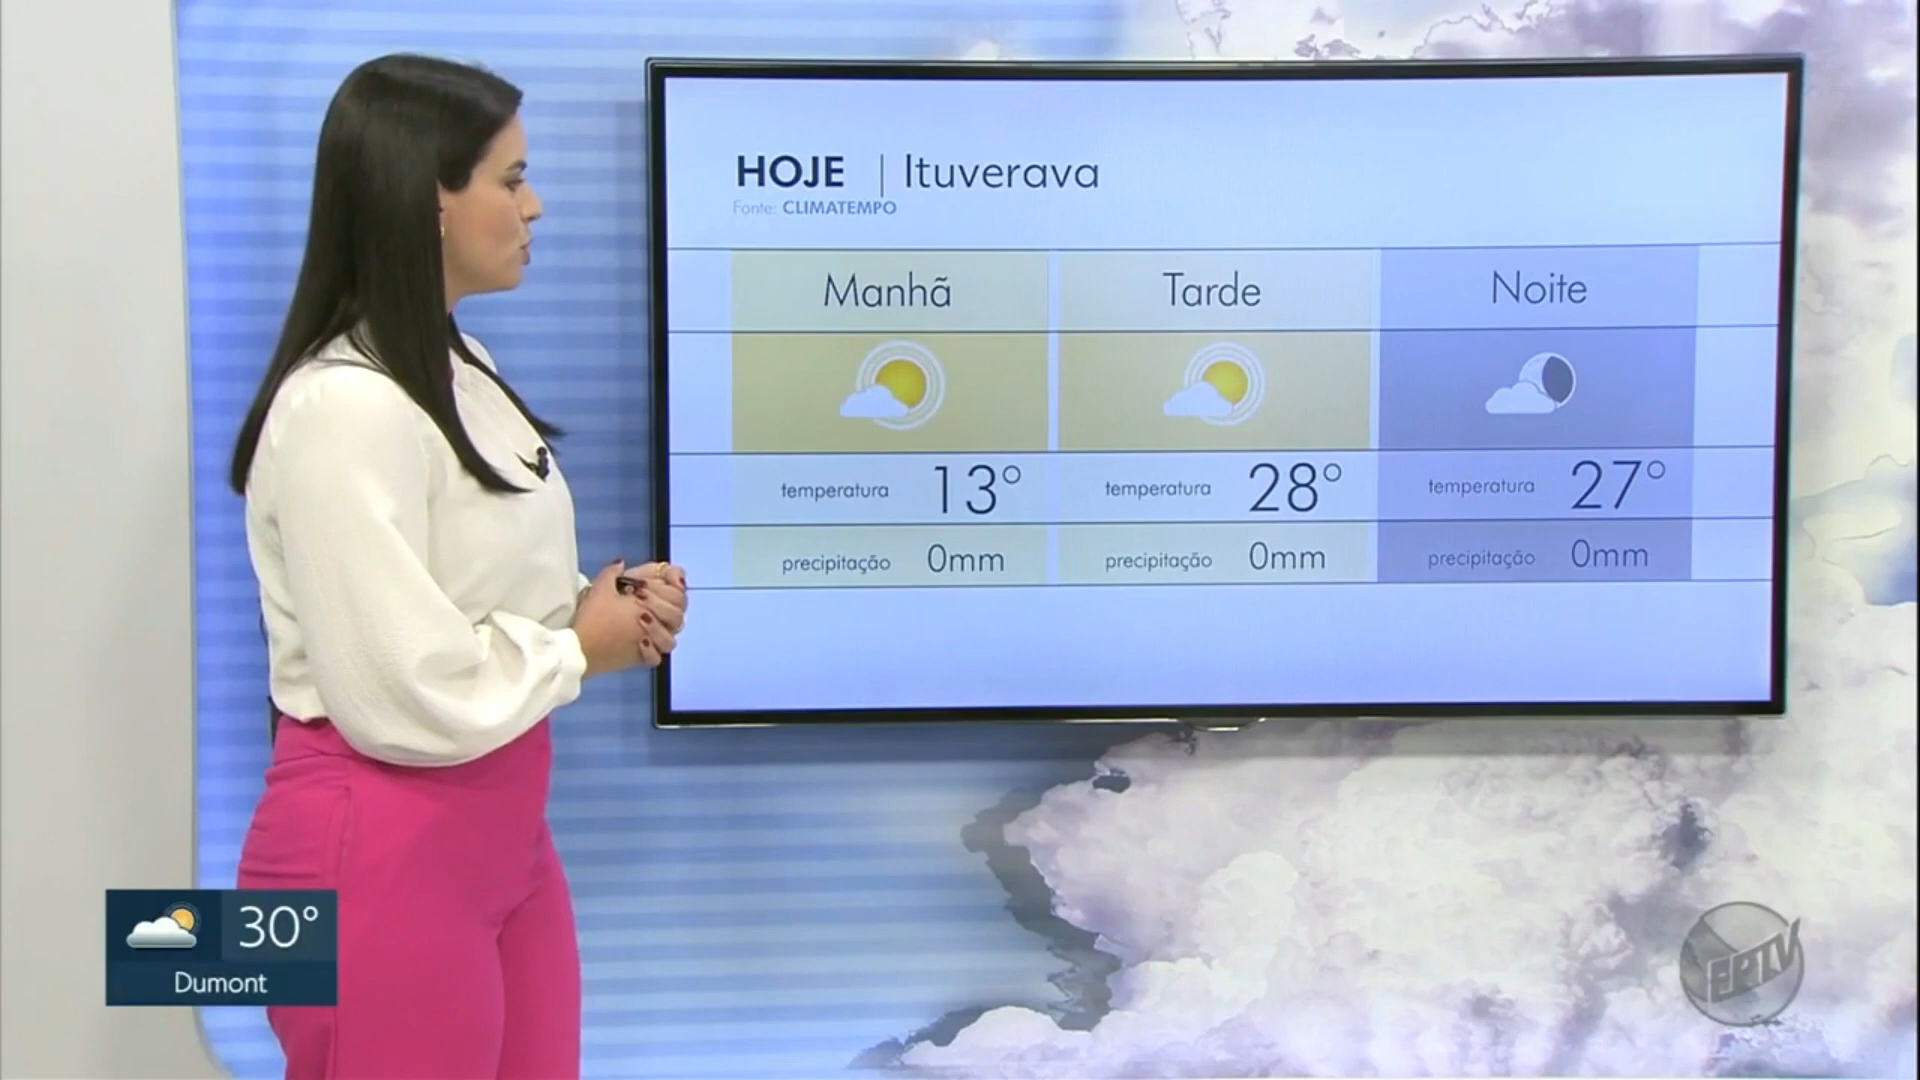 HOJE | Ituverava
Fonte: CLIMATEMPO
Manhã Tarde Noite
temperatura 13° temperatura 28° temperatura 27°
precipitação 0mm precipitação 0mm precipitação 0mm
30°
Dumont
EPTV